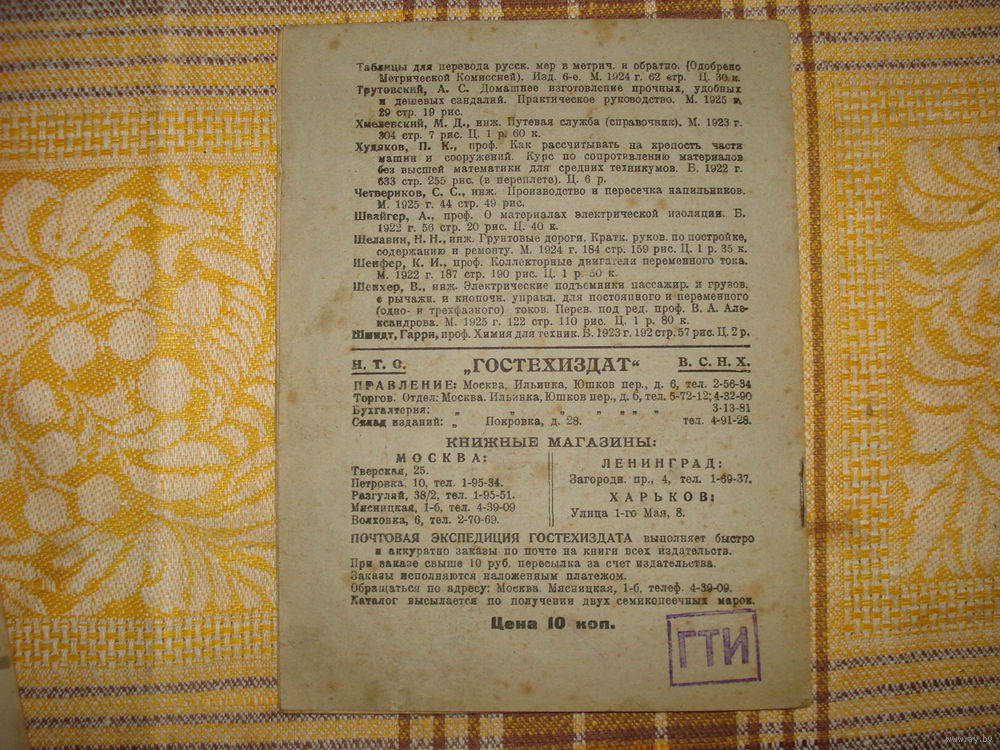 Таблицы для перевода русск. мер в метрич. и обратно. (Одобрено
Метрической Комиссией). Изд. 6-е. М. 1924 г. 62 стр. Ц. 30 к.
Трутовский, А. С. Домашнее изготовление прочных, удобных
и дешевых сандалий. Практическое руководство. М. 1925 г.
29 стр. 19 рис.
Хмелевский, М. Д., инж. Путевая служба (справочник). М. 1923 г.
304 стр. 7 рис. Ц. 1 р. 60 к.
Худяков, П. К., проф. Как рассчитывать на крепость части
машин и сооружений. Курс по сопротивлению материалов
без высшей математики для средних техникумов. Б. 1922 г.
633 стр. 255 рис. (в переплете). Ц. 6 р.
Четвериков, С. С., инж. Производство и пересечка напильников.
М. 1925 г. 44 стр. 49 рис.
Швайгер, А., проф. О материалах электрической изоляции. Б.
1922 г. 56 стр. 20 рис. Ц. 40 к.
Шелавин, Н. Н., инж. Грунтовые дороги. Кратк. руков. по постройке,
содержанию и ремонту. М. 1924 г. 184 стр. 159 рис. Ц. 1 р. 35 к.
Шенфер, К. И., проф. Коллекторные двигатели переменного тока.
М. 1922 г. 187 стр. 190 рис. Ц. 1 р. к.
Шенхер, В., инж. Электрические подъемники пассажир. и грузов.
с рычажн. и кнопочн. управл. для постоянного и переменного
(одно- и трехфазного) токов. Перев. под ред. проф. В. А. Але-
ксандрова. М. 1925 г. 122 стр. 110 рис. Ц. 1 р. 80 к.
Шмидт, Гарри, проф. Химия для техник. Б. 1923 г. 192 стр. 57 рис. Ц. 2 р.
Н. Т. О. „ГОСТЕХИЗДАТ“ В. С. Н. Х.
ПРАВЛЕНИЕ: Москва, Ильинка, Юшков пер., д. 6, тел. 2-56-34
Торгов. Отдел: Москва. Ильинка, Юшков пер., д. 6, тел. 5-72-12; 4-32-90
Бухгалтерия: „ „ „ „ „ „ „ 3-13-81
Склад изданий: „ Покровка, д. 28. тел. 4-91-28.
КНИЖНЫЕ МАГАЗИНЫ:
МОСКВА:
Тверская, 25.
Петровка, 10, тел. 1-95-34.
Разгуляй, 38/2, тел. 1-95-51.
Мясницкая, 1-б, тел. 4-39-09
Волховка, 6, тел. 2-70-69.
ЛЕНИНГРАД:
Загородн. пр., 4, тел. 1-69-37.
ХАРЬКОВ:
Улица 1-го Мая, 8.
ПОЧТОВАЯ ЭКСПЕДИЦИЯ ГОСТЕХИЗДАТА выполняет быстро
и аккуратно заказы по почте на книги всех издательств.
При заказе свыше 10 руб. пересылка за счет издательства.
Заказы исполняются наложенным платежом.
Обращаться по адресу: Москва. Мясницкая, 1-б, телеф. 4-39-09.
Каталог высылается по получении двух семикопеечных марок.
Цена 10 коп.
ГТИ
www.ay.by